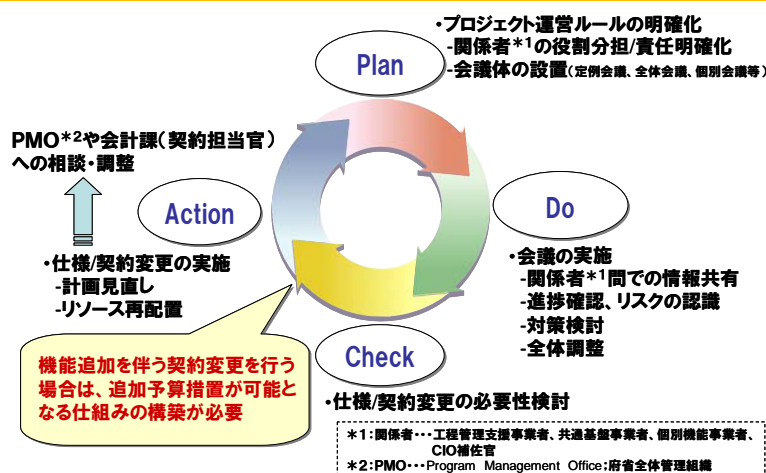 ・プロジェクト運営ルールの明確化
-関係者*1の役割分担/責任明確化
-会議体の設置(定例会議、全体会議、個別会議等)
Plan
PMO*2や会計課(契約担当官)
への相談・調整
Action
・仕様/契約変更の実施
-計画見直し
-リソース再配置
Do
・会議の実施
-関係者*1間での情報共有
-進捗確認、リスクの認識
-対策検討
-全体調整
機能追加を伴う契約変更を行う
場合は、追加予算措置が可能と
なる仕組みの構築が必要
Check
・仕様/契約変更の必要性検討
*1:関係者・・・工程管理支援事業者、共通基盤事業者、個別機能事業者、
CIO補佐官
*2:PMO・・・Program Management Office:府省全体管理組織